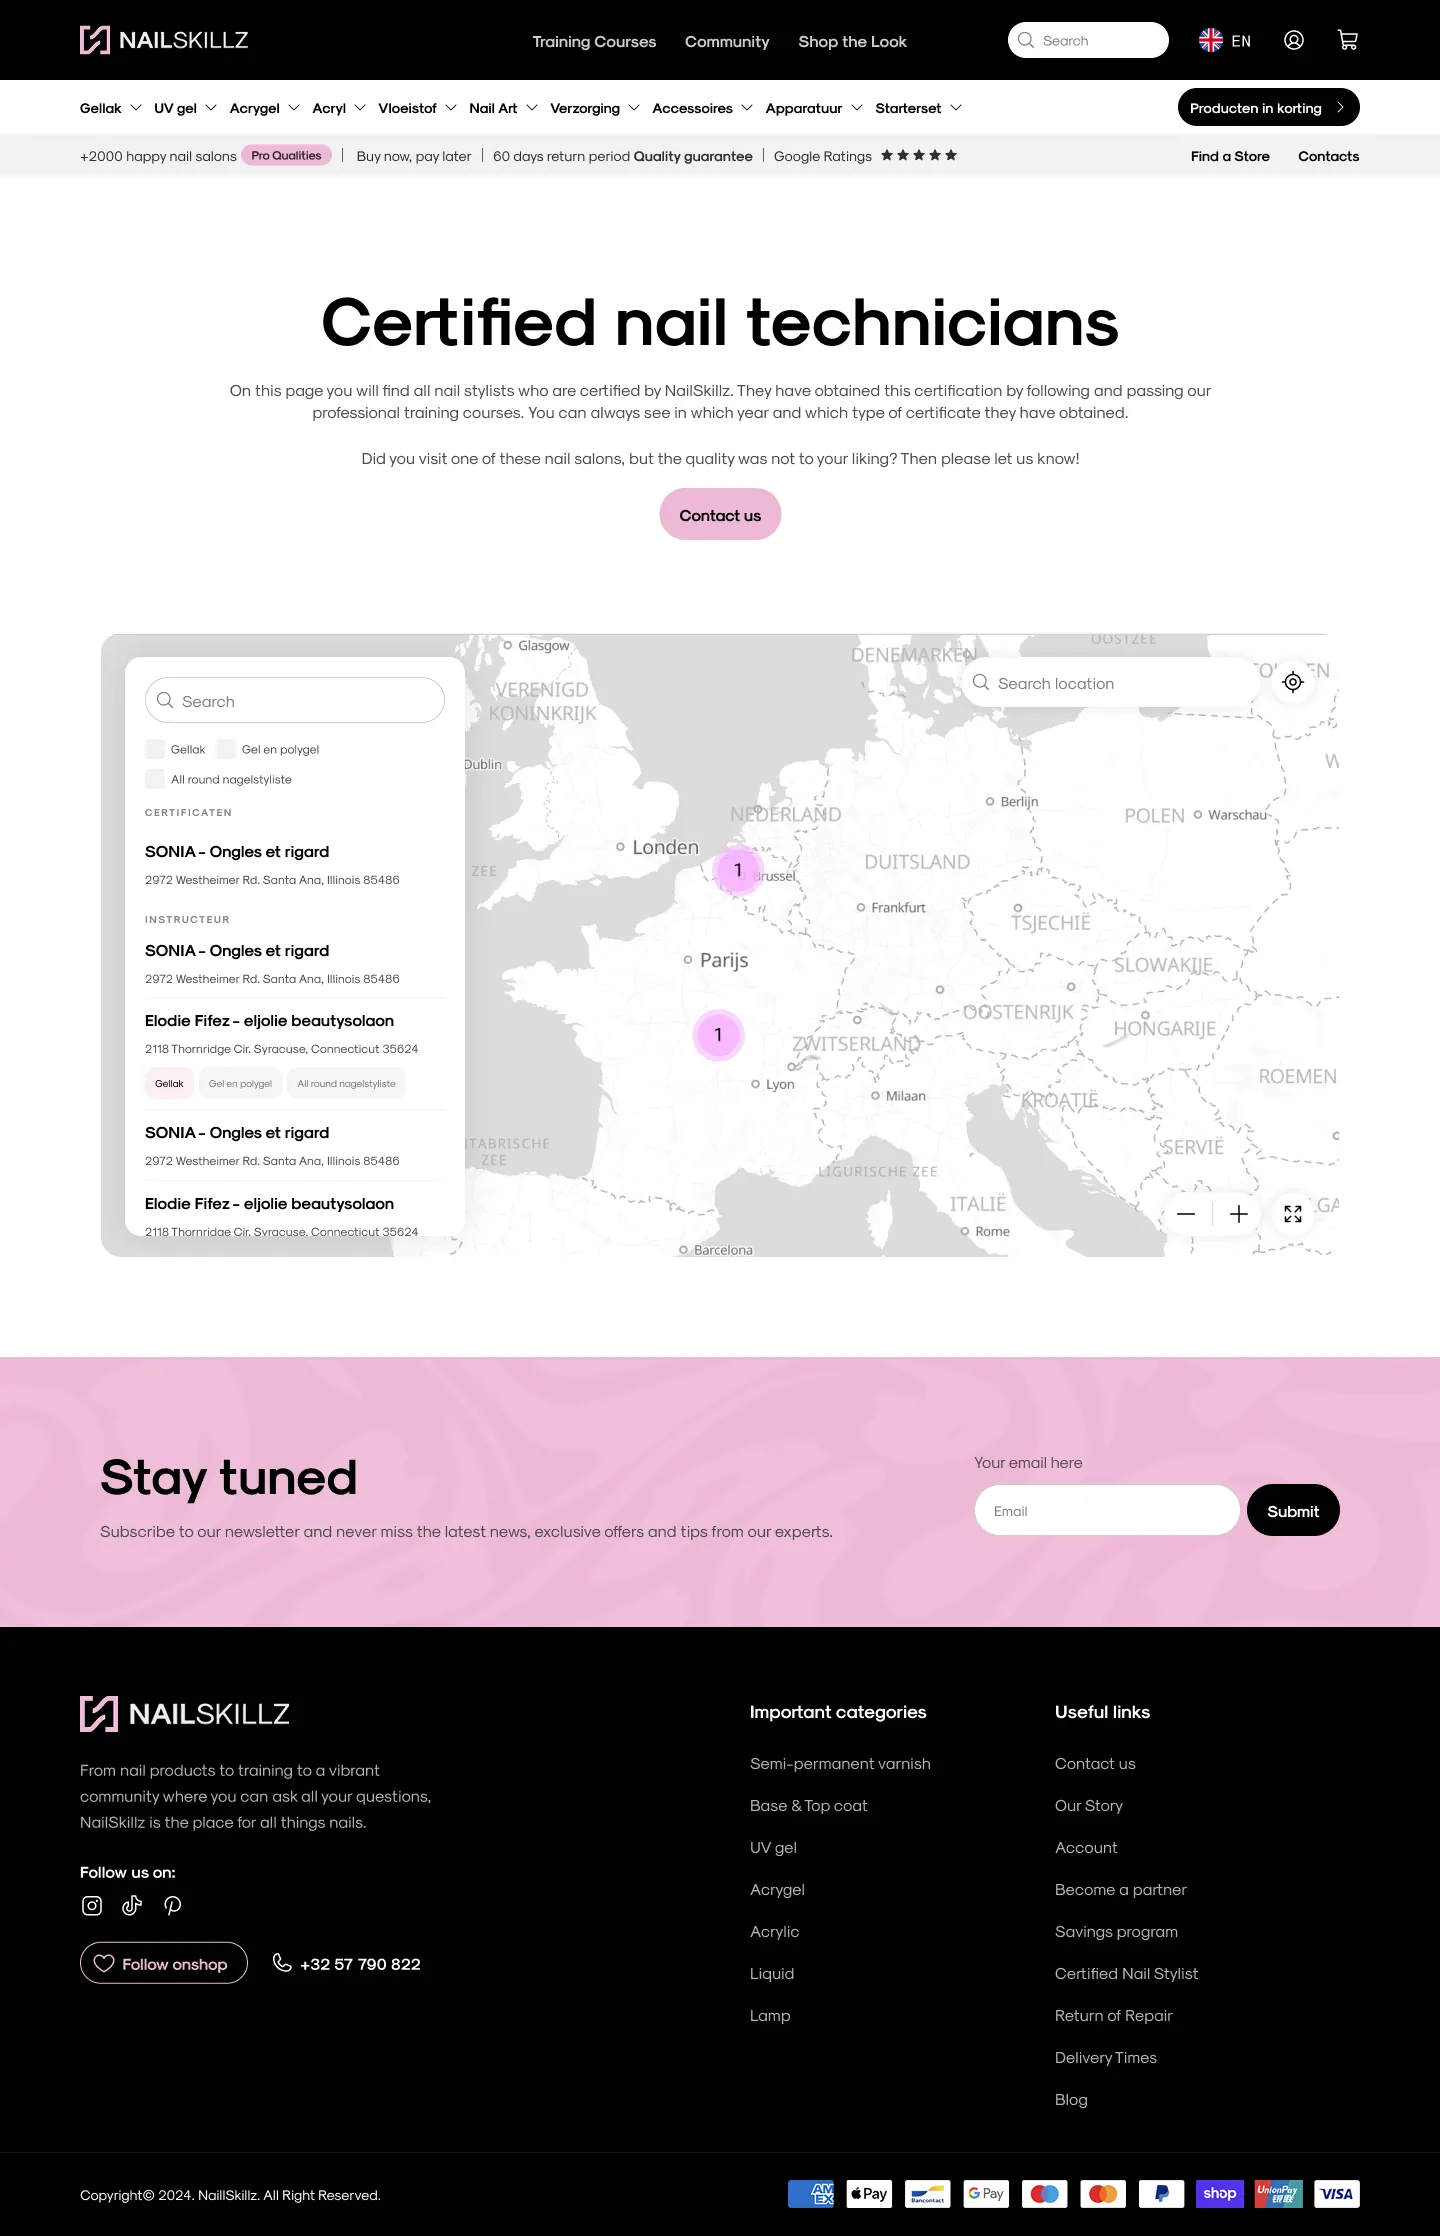 NAILSKILLZ
Training Courses
Community
Shop the Look
Search
EN
Gellak
UV gel
Acrygel
Acryl
Vloeistof
Nail Art
Verzorging
Accessoires
Apparatuur
Starterset
Producten in korting
+2000 happy nail salons
Pro Qualities
Buy now, pay later
60 days return period Quality guarantee
Google Ratings
Find a Store
Contacts
Certified nail technicians
On this page you will find all nail stylists who are certified by NailSkillz. They have obtained this certification by following and passing our
professional training courses. You can always see in which year and which type of certificate they have obtained.
Did you visit one of these nail salons, but the quality was not to your liking? Then please let us know!
Contact us
Search
Gellak
Gel en polygel
All round nagelstyliste
CERTIFICATEN
SONIA - Ongles et rigard
2972 Westheimer Rd. Santa Ana, Illinois 85486
INSTRUCTEUR
SONIA - Ongles et rigard
2972 Westheimer Rd. Santa Ana, Illinois 85486
Elodie Fifez - eljolie beautysolaon
2118 Thornridge Cir. Syracuse, Connecticut 35624
Gellak
Gel en polygel
All round nagelstyliste
SONIA - Ongles et rigard
2972 Westheimer Rd. Santa Ana, Illinois 85486
Elodie Fifez - eljolie beautysolaon
2118 Thornridge Cir. Syracuse, Connecticut 35624
Glasgow
OOSTZEE
DENEMARKEN
Search location
VERENIGD
KONINKRIJK
Dublin
Berlijn
NEDERLAND
POLEN
Warschau
Londen
DUITSLAND
ZEE
1
Brussel
Frankfurt
TSJECHIË
Parijs
SLOWAKIJE
OOSTENRIJK
HONGARIJE
1
ZWITSERLAND
Lyon
ROEMEN
Milaan
KROATIË
TABRISCHE
ZEE
SERVIË
LIGURISCHE ZEE
ITALIË
GA
Rome
Barcelona
Stay tuned
Subscribe to our newsletter and never miss the latest news, exclusive offers and tips from our experts.
Your email here
Email
Submit
NAILSKILLZ
From nail products to training to a vibrant
community where you can ask all your questions,
NailSkillz is the place for all things nails.
Follow us on:
Follow onshop
+32 57 790 822
Important categories
Semi-permanent varnish
Base & Top coat
UV gel
Acrygel
Acrylic
Liquid
Lamp
Useful links
Contact us
Our Story
Account
Become a partner
Savings program
Certified Nail Stylist
Return of Repair
Delivery Times
Blog
Copyright© 2024. NaillSkillz. All Right Reserved.
AMEX
Pay
Bancontact
G Pay
shop
UnionPay
银联
VISA